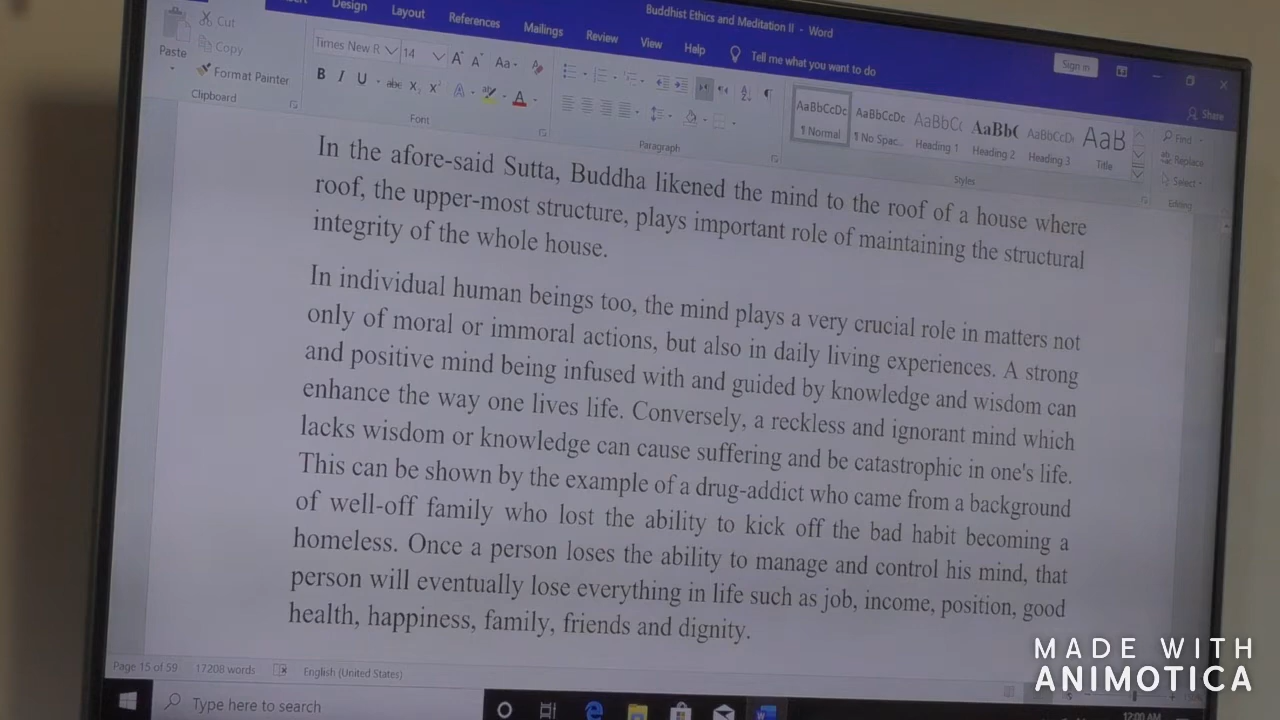 Design Layout References Mailings Review View Help Tell me what you want to do
Buddhist Ethics and Meditation II - Word
Sign in
Share
Cut
Copy
Paste
Format Painter
Clipboard
Times New R 14
Font
Paragraph
AaBbCcDc AaBbCcDc AaBbC( AaBb( AaBbCcD AaB
¶ Normal ¶ No Spac... Heading 1 Heading 2 Heading 3 Title
Styles
Find
Replace
Select
Editing
In the afore-said Sutta, Buddha likened the mind to the roof of a house where
roof, the upper-most structure, plays important role of maintaining the structural
integrity of the whole house.
In individual human beings too, the mind plays a very crucial role in matters not
only of moral or immoral actions, but also in daily living experiences. A strong
and positive mind being infused with and guided by knowledge and wisdom can
enhance the way one lives life. Conversely, a reckless and ignorant mind which
lacks wisdom or knowledge can cause suffering and be catastrophic in one's life.
This can be shown by the example of a drug-addict who came from a background
of well-off family who lost the ability to kick off the bad habit becoming a
homeless. Once a person loses the ability to manage and control his mind, that
person will eventually lose everything in life such as job, income, position, good
health, happiness, family, friends and dignity.
Page 15 of 59 17208 words English (United States)
Type here to search
12:00 AM
MADE WITH
ANIMOTICA